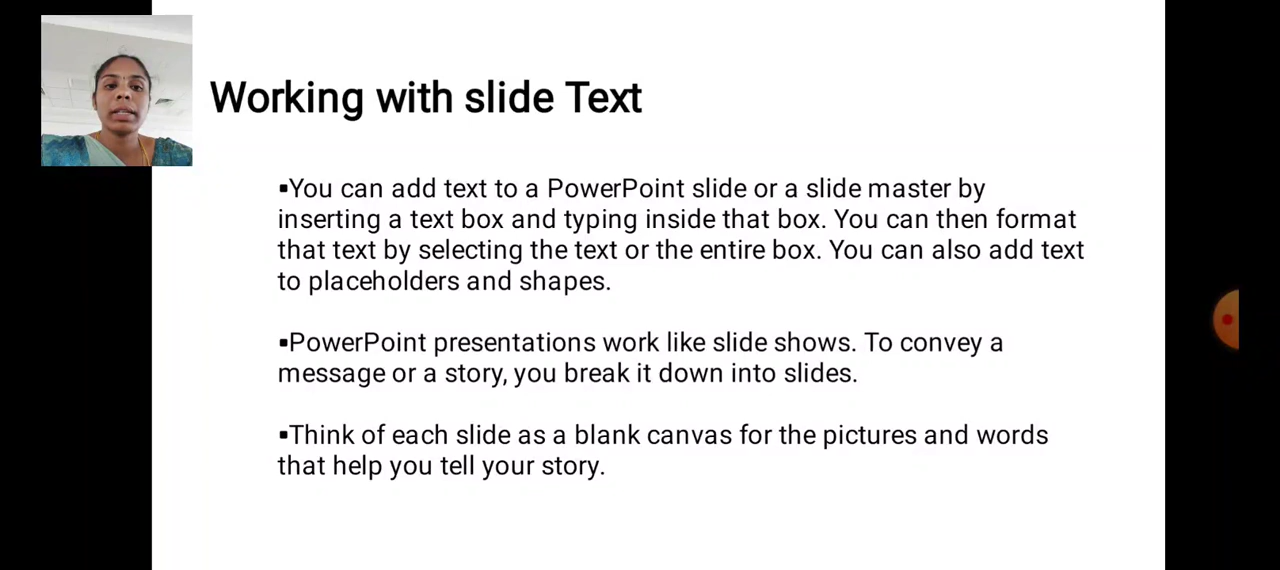 Working with slide Text
▪You can add text to a PowerPoint slide or a slide master by
inserting a text box and typing inside that box. You can then format
that text by selecting the text or the entire box. You can also add text
to placeholders and shapes.
▪PowerPoint presentations work like slide shows. To convey a
message or a story, you break it down into slides.
▪Think of each slide as a blank canvas for the pictures and words
that help you tell your story.